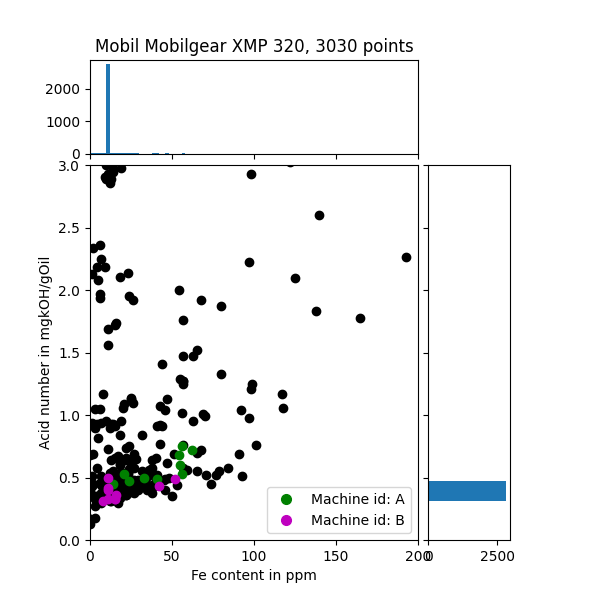 Mobil Mobilgear XMP 320, 3030 points
2000
1000
0
3.0
2.5
2.0
1.5
1.0
0.5
0.0
Acid number in mgkOH/gOil
Machine id: A
Machine id: B
0 50 100 150 200 0 2500
Fe content in ppm